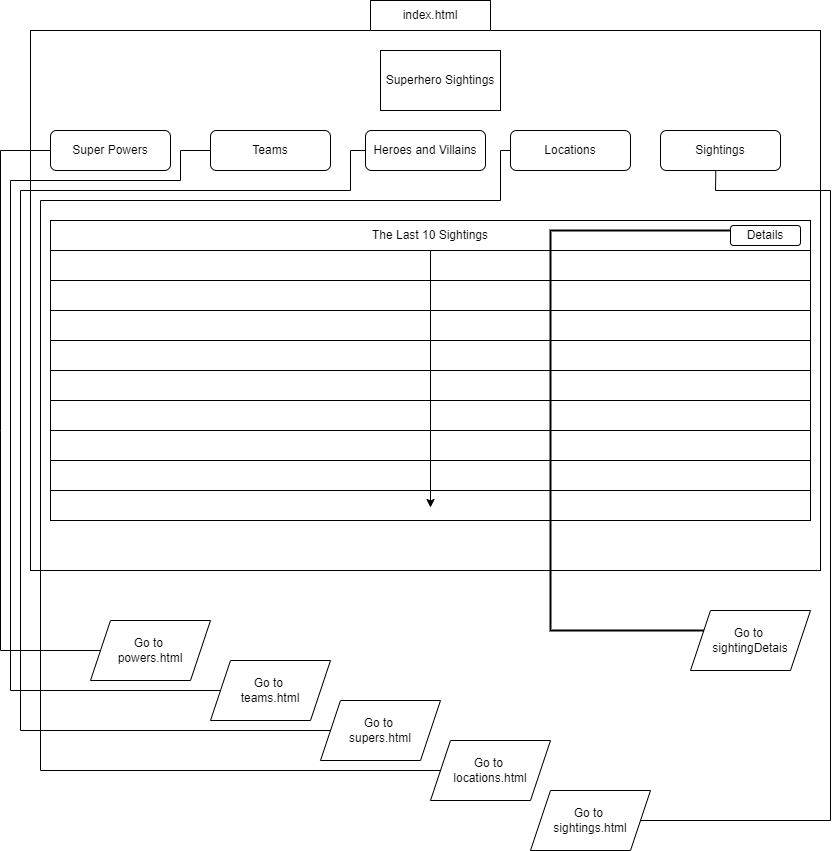 index.html
Superhero Sightings
Super Powers
Teams
Heroes and Villains
Locations
Sightings
The Last 10 Sightings
Details
Go to
powers.html
Go to
sightingDetais
Go to
teams.html
Go to
supers.html
Go to
locations.html
Go to
sightings.html